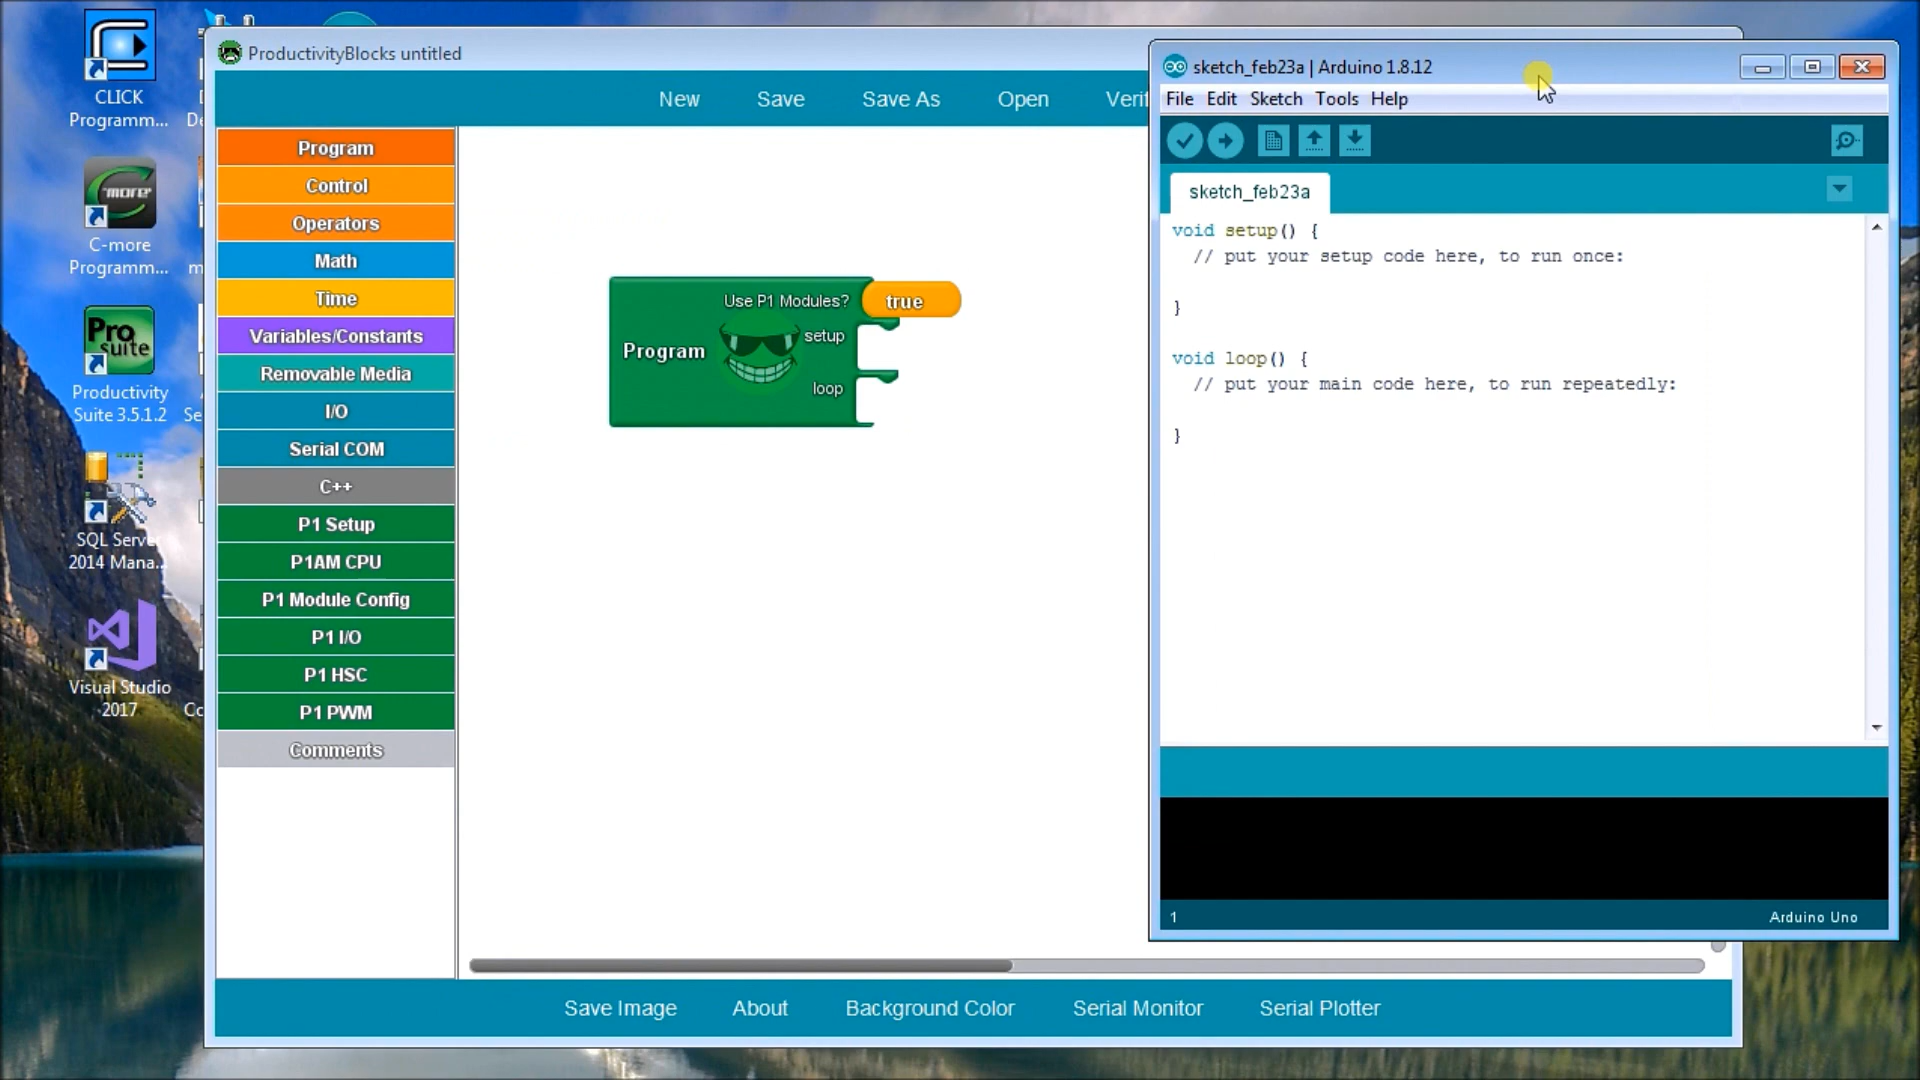 CLICK
Programm...
C-more
Programm...
Productivity
Suite 3.5.1.2
SQL Server
2014 Mana...
Visual Studio
2017
C·more
Pro
suite
ProductivityBlocks untitled
New Save Save As Open Verif
Program
Control
Operators
Math
Time
Variables/Constants
Removable Media
I/O
Serial COM
C++
P1 Setup
P1AM CPU
P1 Module Config
P1 I/O
P1 HSC
P1 PWM
Comments
Use P1 Modules? true
setup
Program
loop
Save Image About Background Color Serial Monitor Serial Plotter
sketch_feb23a | Arduino 1.8.12
File Edit Sketch Tools Help
sketch_feb23a
void setup() {
// put your setup code here, to run once:
}
void loop() {
// put your main code here, to run repeatedly:
}
1 Arduino Uno